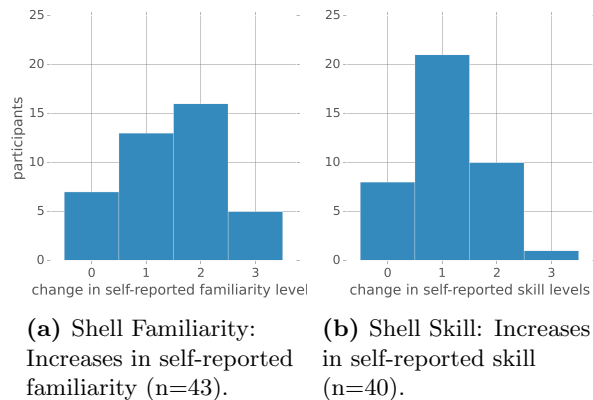 25
20
15
10
5
0
participants
0 1 2 3
change in self-reported familiarity level
(a) Shell Familiarity:
Increases in self-reported
familiarity (n=43).
25
20
15
10
5
0
0 1 2 3
change in self-reported skill levels
(b) Shell Skill: Increases
in self-reported skill
(n=40).